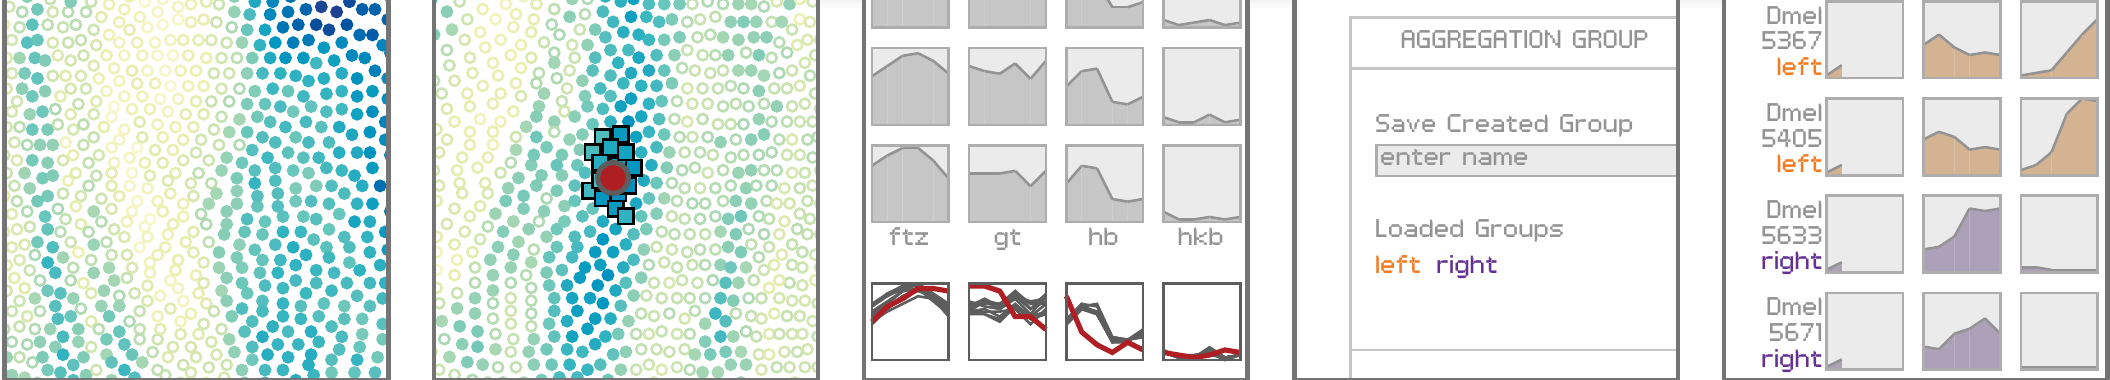 ftz gt hb hkb
AGGREGATION GROUP
Save Created Group
enter name
Loaded Groups
left right
Dmel
5367
left
Dmel
5405
left
Dmel
5633
right
Dmel
5671
right